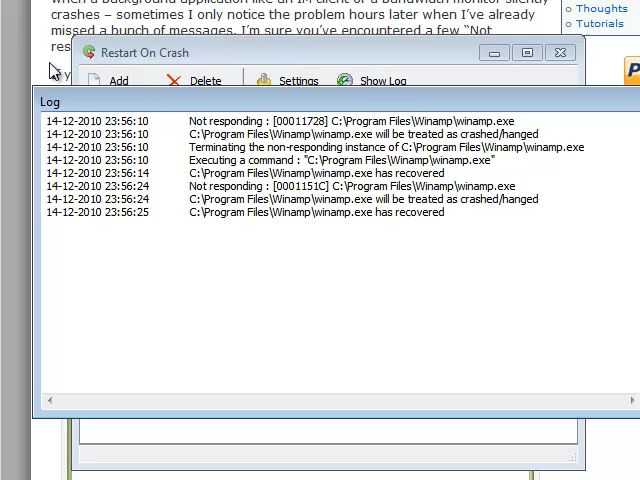 when a background application like an IM client or a bandwidth monitor silently
crashes – sometimes I only notice the problem hours later when I've already
missed a bunch of messages. I'm sure you've encountered a few "Not
res
y
Thoughts
Tutorials
P
Restart On Crash
Add Delete Settings Show Log
Log
14-12-2010 23:56:10 Not responding : [00011728] C:\Program Files\Winamp\winamp.exe
14-12-2010 23:56:10 C:\Program Files\Winamp\winamp.exe will be treated as crashed/hanged
14-12-2010 23:56:10 Terminating the non-responding instance of C:\Program Files\Winamp\winamp.exe
14-12-2010 23:56:10 Executing a command : "C:\Program Files\Winamp\winamp.exe"
14-12-2010 23:56:14 C:\Program Files\Winamp\winamp.exe has recovered
14-12-2010 23:56:24 Not responding : [0001151C] C:\Program Files\Winamp\winamp.exe
14-12-2010 23:56:24 C:\Program Files\Winamp\winamp.exe will be treated as crashed/hanged
14-12-2010 23:56:25 C:\Program Files\Winamp\winamp.exe has recovered